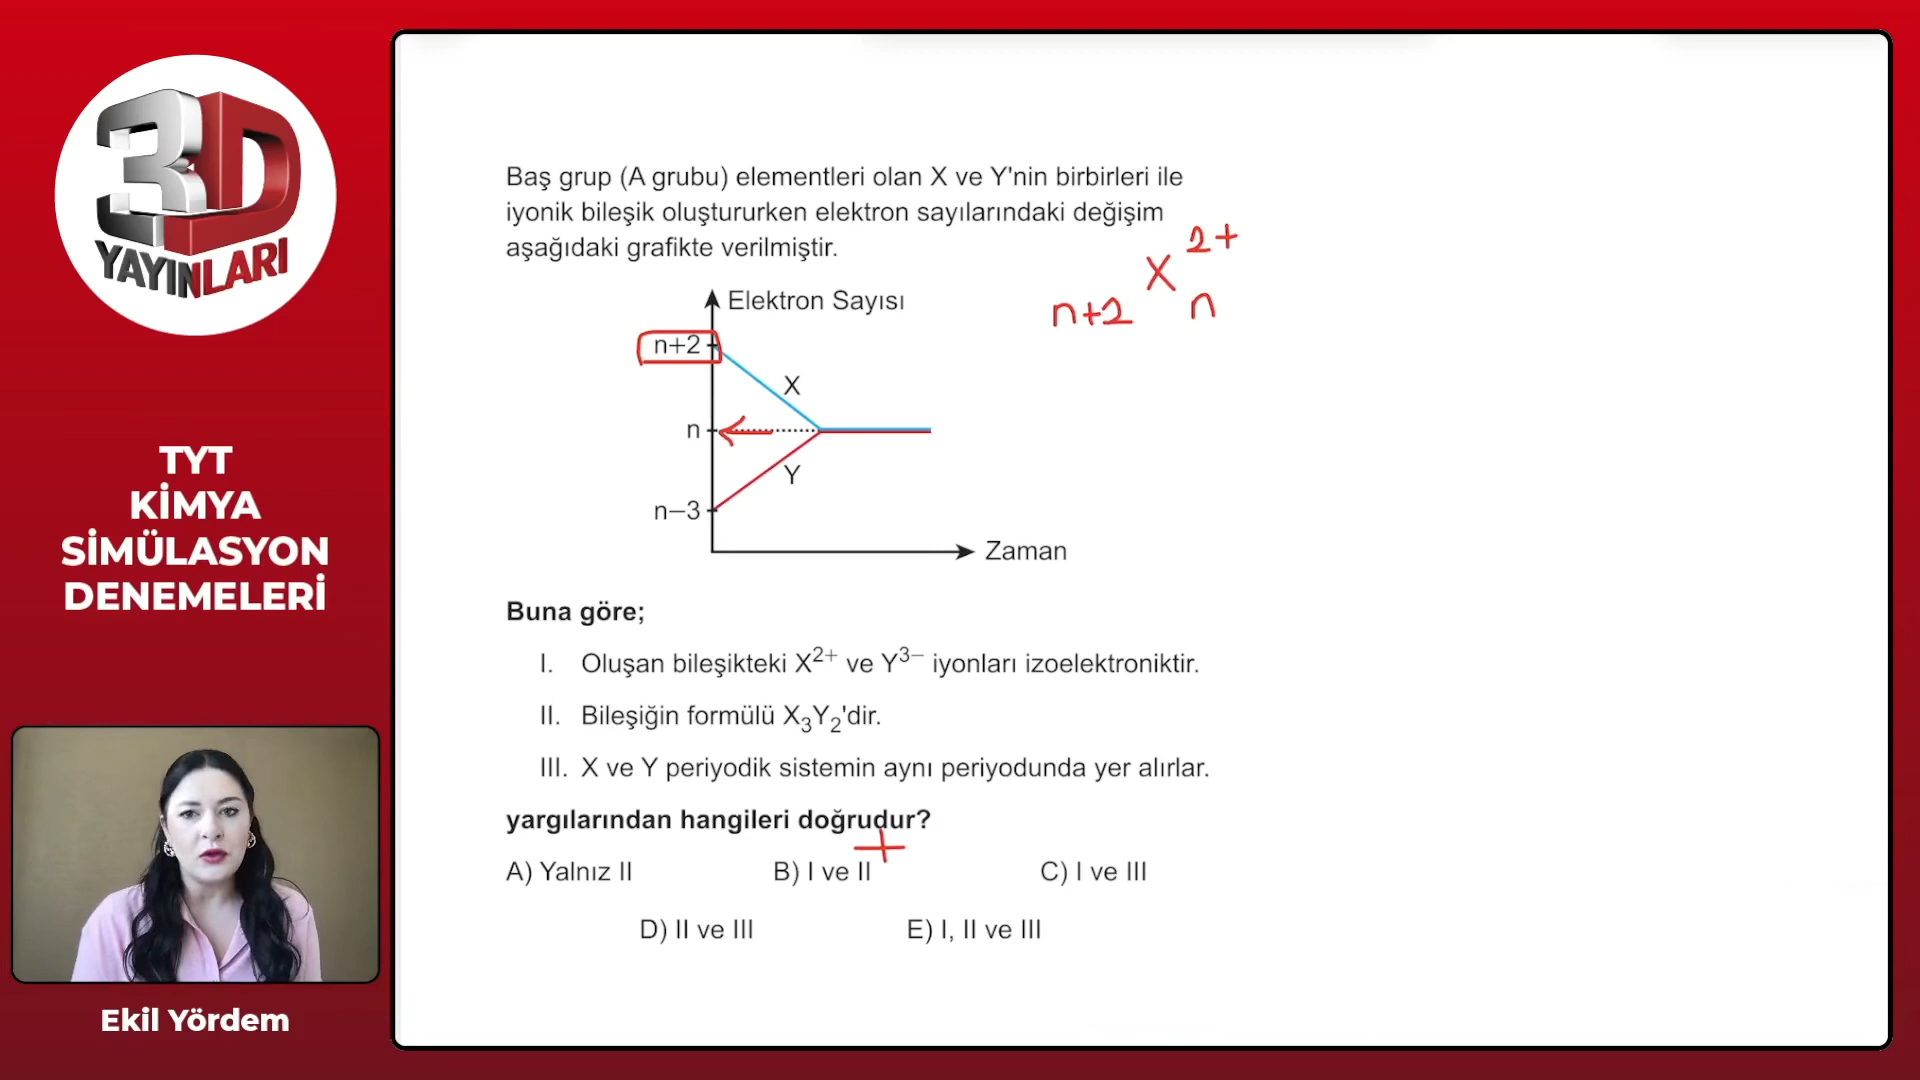 3D
YAYINLARI
TYT
KİMYA
SİMÜLASYON
DENEMELERİ
Ekil Yördem
Baş grup (A grubu) elementleri olan X ve Y'nin birbirleri ile
iyonik bileşik oluştururken elektron sayılarındaki değişim
aşağıdaki grafikte verilmiştir.
n+2 X 2+ n
Elektron Sayısı
n+2
X
n
Y
n−3
Zaman
Buna göre;
I. Oluşan bileşikteki X²⁺ ve Y³⁻ iyonları izoelektroniktir.
II. Bileşiğin formülü X₃Y₂'dir.
III. X ve Y periyodik sistemin aynı periyodunda yer alırlar.
yargılarından hangileri doğrudur?
A) Yalnız II B) I ve II C) I ve III
D) II ve III E) I, II ve III